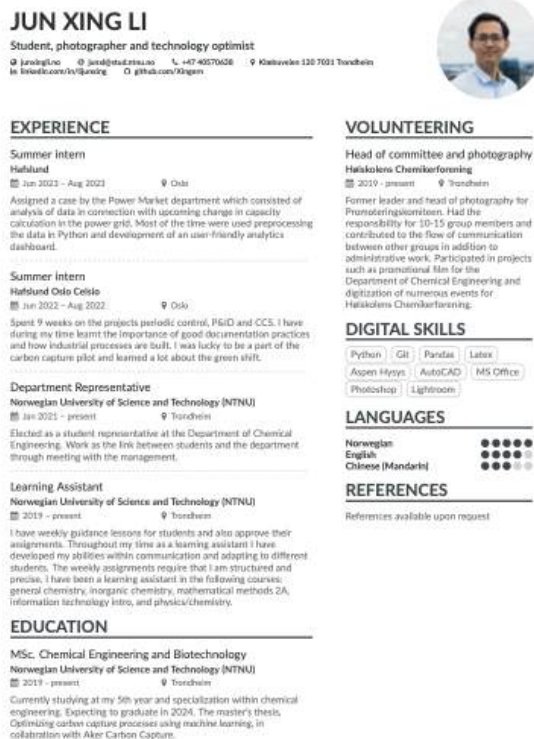 JUN XING LI
Student, photographer and technology optimist
junxingli.no junxl@stud.ntnu.no +47 40570628 120 7031 Trondheim
github.com/Xingern
EXPERIENCE
Summer intern
Hafslund
Jun 2023 – Aug 2023 Oslo
Assigned a case by the Power Market department which consisted of
analysis of data in connection with upcoming change in capacity
calculation in the power grid. Most of the time were used preprocessing
the data in Python and development of an user-friendly analytics
dashboard.
Summer intern
Hafslund Oslo Celsio
Jun 2022 – Aug 2022 Oslo
Spent 9 weeks on the projects periodic control, P&ID and CCS. I have
during my time learnt the importance of good documentation practices
and how industrial processes are built. I was lucky to be a part of the
carbon capture pilot and learned a lot about the green shift.
Department Representative
Norwegian University of Science and Technology (NTNU)
Jan 2021 – present Trondheim
Elected as a student representative at the Department of Chemical
Engineering. Work as the link between students and the department
through meeting with the management.
Learning Assistant
Norwegian University of Science and Technology (NTNU)
2019 – present Trondheim
I have weekly guidance lessons for students and also approve their
assignments. Throughout my time as a learning assistant I have
developed my abilities within communication and adapting to different
students. The weekly assignments require that I am structured and
precise. I have been a learning assistant in the following courses:
general chemistry, inorganic chemistry, mathematical methods 2A,
information technology intro, and physics/chemistry.
EDUCATION
MSc. Chemical Engineering and Biotechnology
Norwegian University of Science and Technology (NTNU)
2019 - present Trondheim
Currently studying at my 5th year and specialization within chemical
engineering. Expecting to graduate in 2024. The master's thesis,
Optimizing carbon capture processes using machine learning, in
collabration with Aker Carbon Capture.
VOLUNTEERING
Head of committee and photography
Høiskolens Chemikerforening
2019 - present Trondheim
Former leader and head of photography for
Promoteringskomiteen. Had the
responsibility for 10-15 group members and
contributed to the flow of communication
between other groups in addition to
administrative work. Participated in projects
such as promotional film for the
Department of Chemical Engineering and
digitization of numerous events for
Høiskolens Chemikerforening.
DIGITAL SKILLS
Python Git Pandas Latex
Aspen Hysys AutoCAD MS Office
Photoshop Lightroom
LANGUAGES
Norwegian
English
Chinese (Mandarin)
REFERENCES
References available upon request